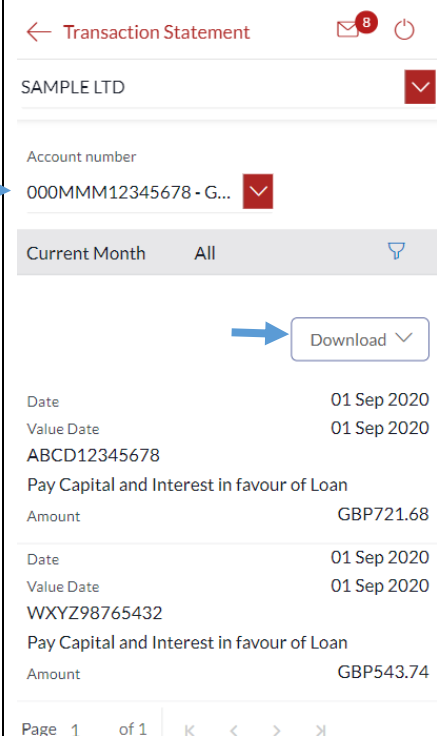 Transaction Statement 8
SAMPLE LTD
Account number
000MMM12345678 - G...
Current Month All
Download
Date 01 Sep 2020
Value Date 01 Sep 2020
ABCD12345678
Pay Capital and Interest in favour of Loan
Amount GBP721.68
Date 01 Sep 2020
Value Date 01 Sep 2020
WXYZ98765432
Pay Capital and Interest in favour of Loan
Amount GBP543.74
Page 1 of 1